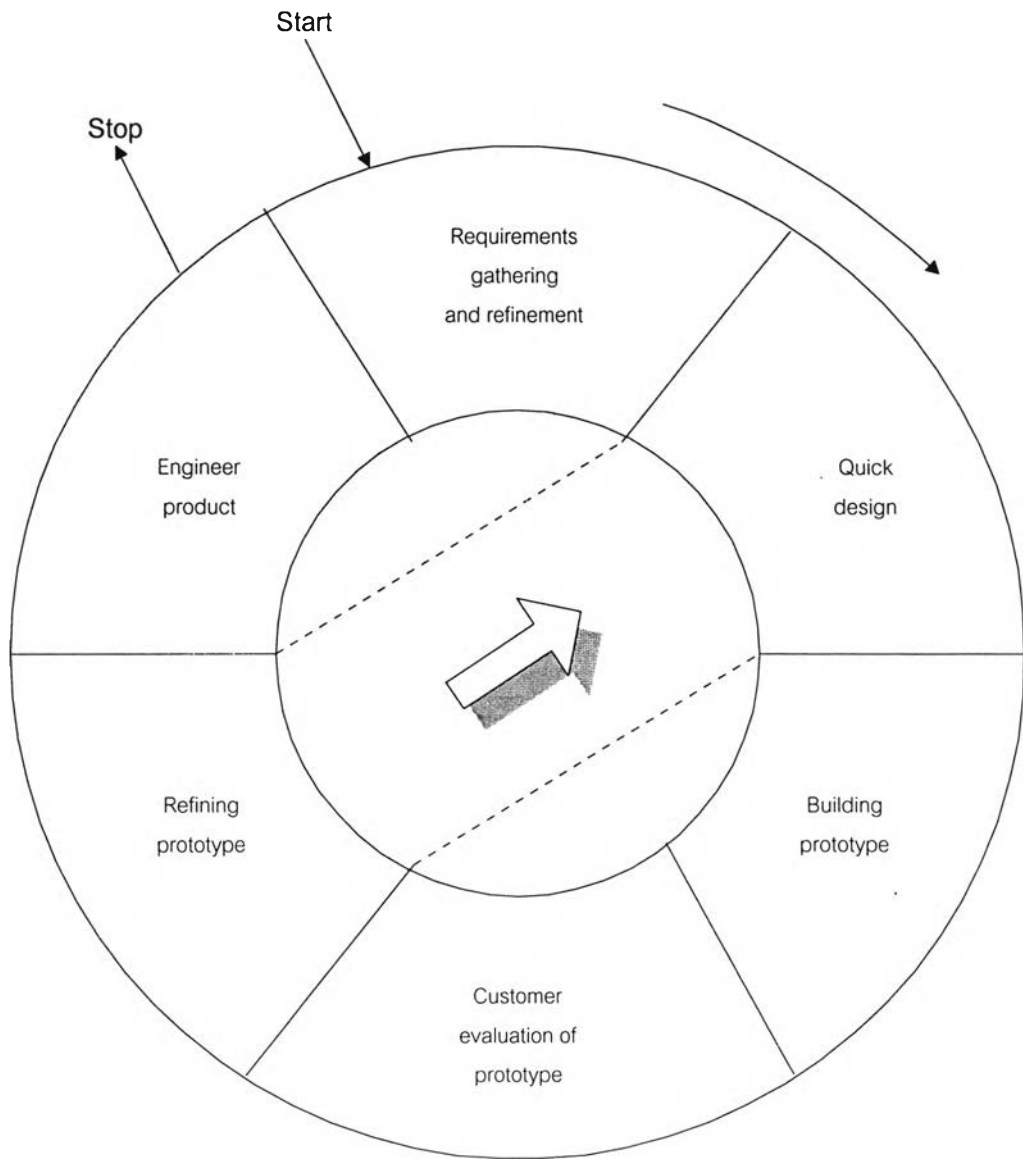 Start
Stop
Requirements
gathering
and refinement
Quick
design
Building
prototype
Customer
evaluation of
prototype
Refining
prototype
Engineer
product